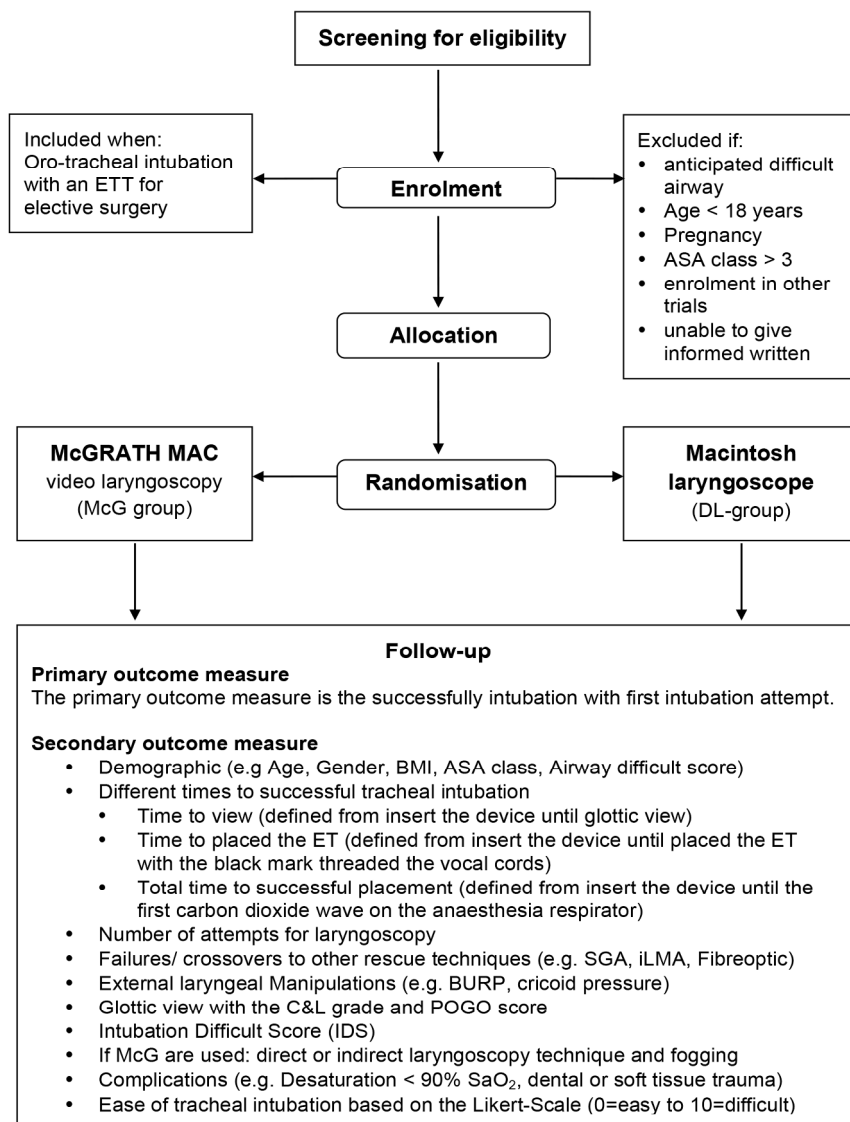 Screening for eligibility
Included when:
Oro-tracheal intubation
with an ETT for
elective surgery
Enrolment
Excluded if:
• anticipated difficult
airway
• Age < 18 years
• Pregnancy
• ASA class > 3
• enrolment in other
trials
• unable to give
informed written
Allocation
McGRATH MAC
video laryngoscopy
(McG group)
Randomisation
Macintosh
laryngoscope
(DL-group)
Follow-up
Primary outcome measure
The primary outcome measure is the successfully intubation with first intubation attempt.
Secondary outcome measure
• Demographic (e.g Age, Gender, BMI, ASA class, Airway difficult score)
• Different times to successful tracheal intubation
• Time to view (defined from insert the device until glottic view)
• Time to placed the ET (defined from insert the device until placed the ET
with the black mark threaded the vocal cords)
• Total time to successful placement (defined from insert the device until the
first carbon dioxide wave on the anaesthesia respirator)
• Number of attempts for laryngoscopy
• Failures/ crossovers to other rescue techniques (e.g. SGA, iLMA, Fibreoptic)
• External laryngeal Manipulations (e.g. BURP, cricoid pressure)
• Glottic view with the C&L grade and POGO score
• Intubation Difficult Score (IDS)
• If McG are used: direct or indirect laryngoscopy technique and fogging
• Complications (e.g. Desaturation < 90% SaO₂, dental or soft tissue trauma)
• Ease of tracheal intubation based on the Likert-Scale (0=easy to 10=difficult)